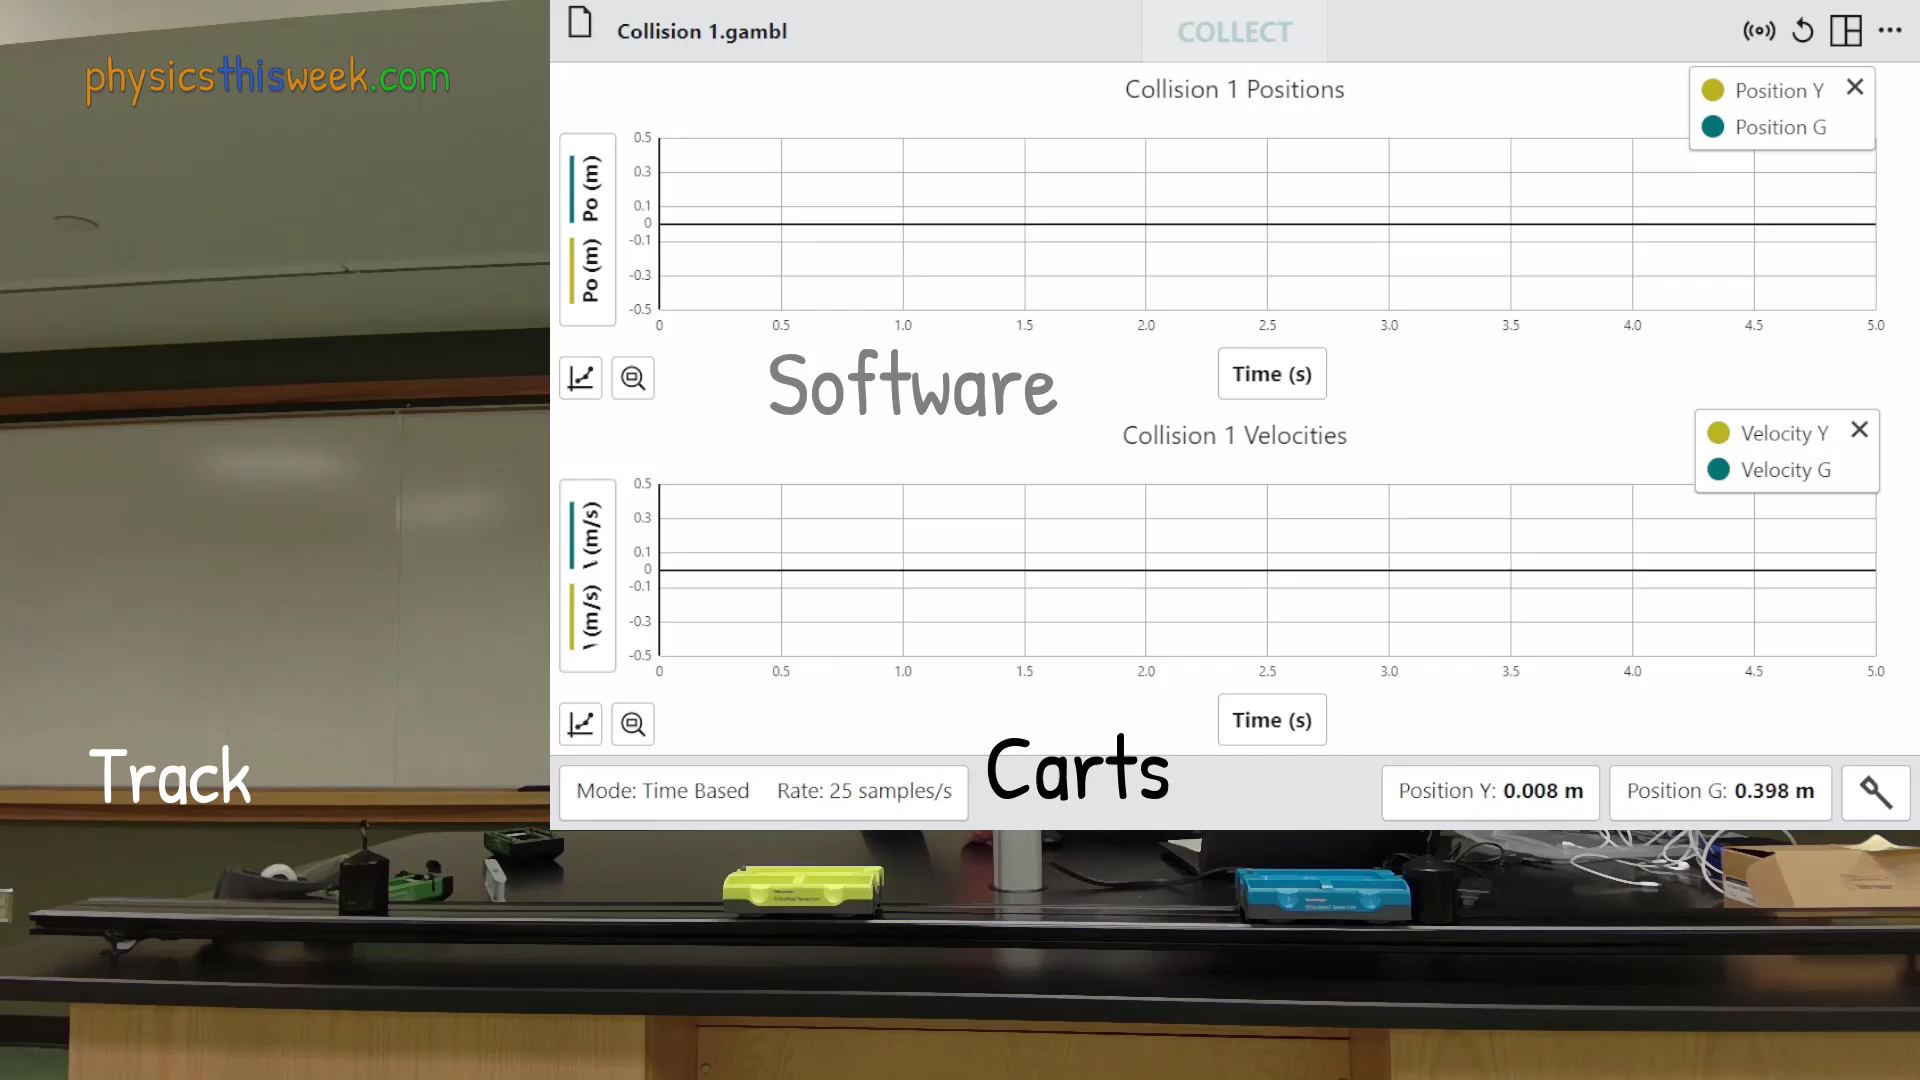 physicsthisweek.com
Collision 1.gambl
COLLECT
Collision 1 Positions
Position Y
Position G
Po (m)
Po (m)
0.5
0.3
0.1
0
-0.1
-0.3
-0.5
0 0.5 1.0 1.5 2.0 2.5 3.0 3.5 4.0 4.5 5.0
Time (s)
Software
Collision 1 Velocities
Velocity Y
Velocity G
(m/s)
(m/s)
0.5
0.3
0.1
0
-0.1
-0.3
-0.5
0 0.5 1.0 1.5 2.0 2.5 3.0 3.5 4.0 4.5 5.0
Time (s)
Track
Carts
Mode: Time Based Rate: 25 samples/s
Position Y: 0.008 m
Position G: 0.398 m